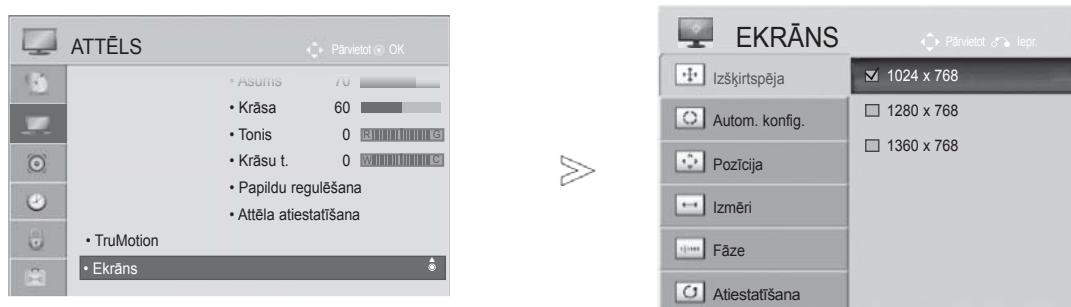 ATTĒLS
Pārvietot OK
• Asums 70
• Krāsa 60
• Tonis 0 R G
• Krāsu t. 0 W C
• Papildu regulēšana
• Attēla atiestatīšana
• TruMotion
• Ekrāns
EKRĀNS
Pārvietot Iepr.
Izšķirtspēja
Autom. konfig.
Pozīcija
Izmēri
Fāze
Atiestatīšana
1024 x 768
1280 x 768
1360 x 768